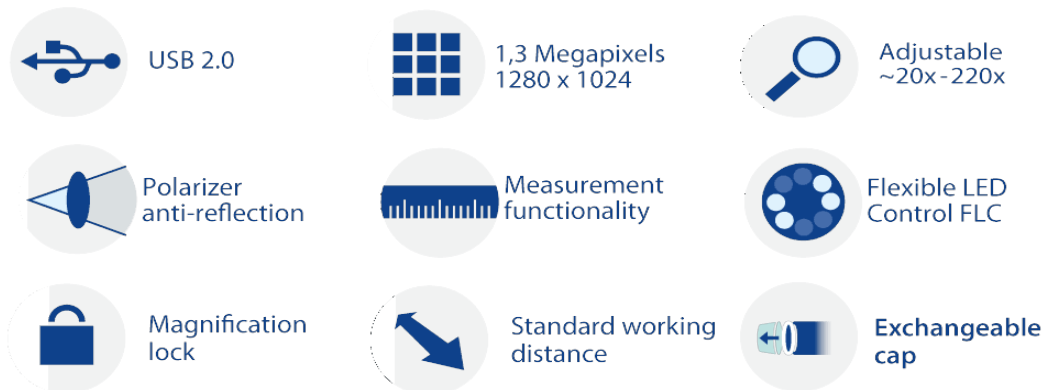 USB 2.0
1,3 Megapixels
1280 x 1024
Adjustable
~20x-220x
Polarizer
anti-reflection
Measurement
functionality
Flexible LED
Control FLC
Magnification
lock
Standard working
distance
Exchangeable
cap